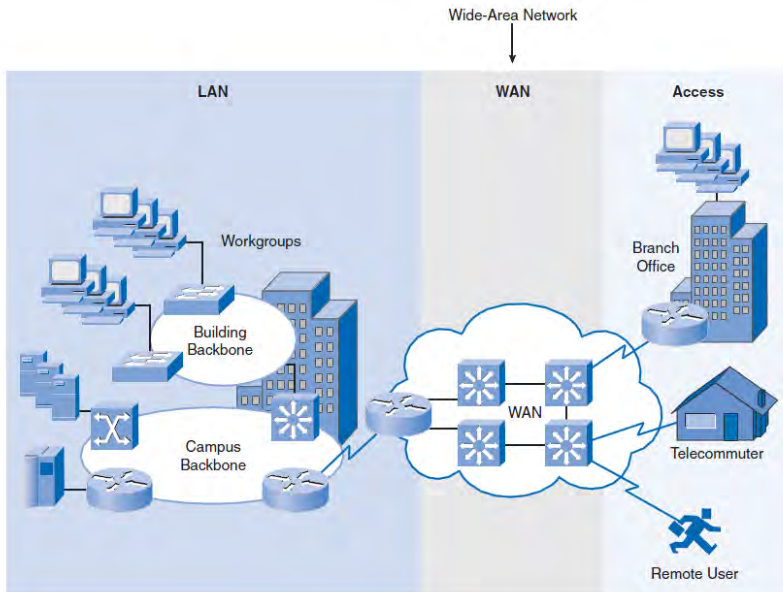 Wide-Area Network
LAN
WAN
Access
Workgroups
Branch
Office
Building
Backbone
WAN
Campus
Backbone
Telecommuter
Remote User